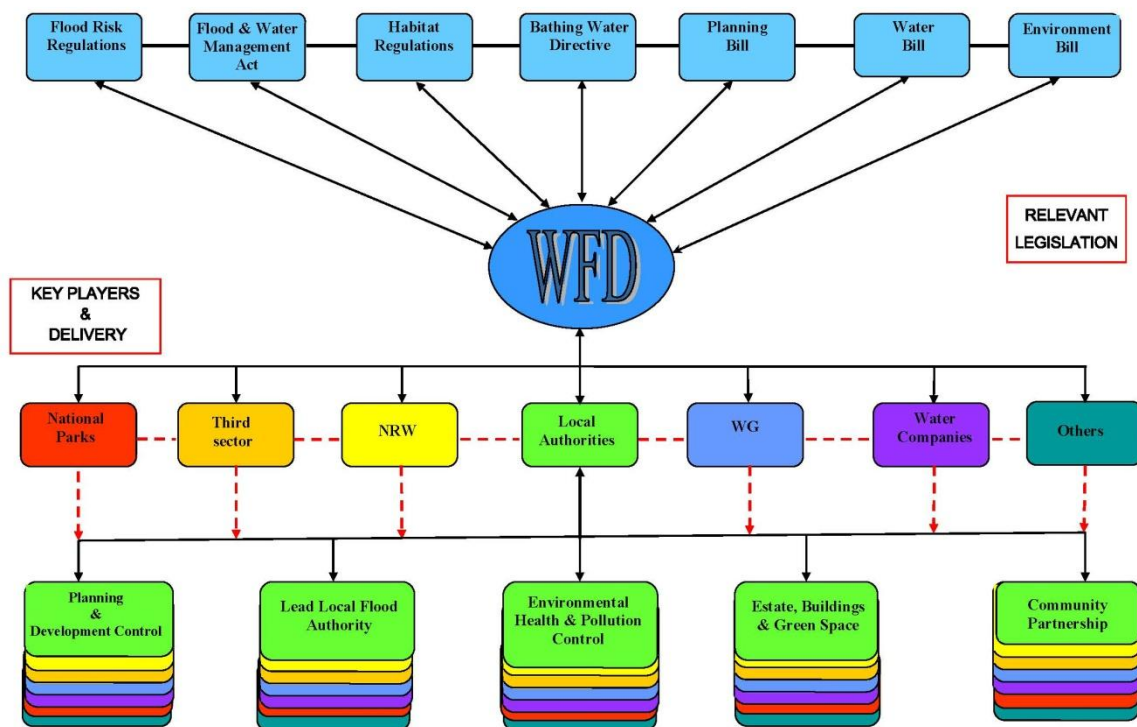 Flood Risk
Regulations
Flood & Water
Management
Act
Habitat
Regulations
Bathing Water
Directive
Planning
Bill
Water
Bill
Environment
Bill
WFD
RELEVANT
LEGISLATION
KEY PLAYERS
&
DELIVERY
National
Parks
Third
sector
NRW
Local
Authorities
WG
Water
Companies
Others
Planning
&
Development Control
Lead Local Flood
Authority
Environmental
Health & Pollution
Control
Estate, Buildings
& Green Space
Community
Partnership